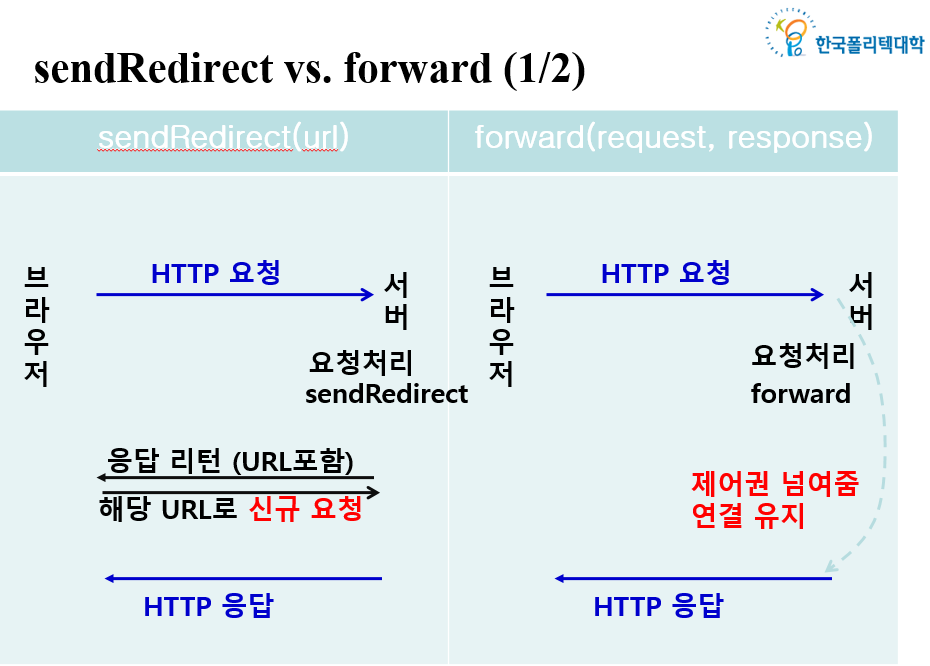 한국폴리텍대학
sendRedirect vs. forward (1/2)
sendRedirect(url)
forward(request, response)
브
라
우
저
HTTP 요청
서
버
요청처리
sendRedirect
응답 리턴 (URL포함)
해당 URL로 신규 요청
HTTP 응답
브
라
우
저
HTTP 요청
서
버
요청처리
forward
제어권 넘여줌
연결 유지
HTTP 응답